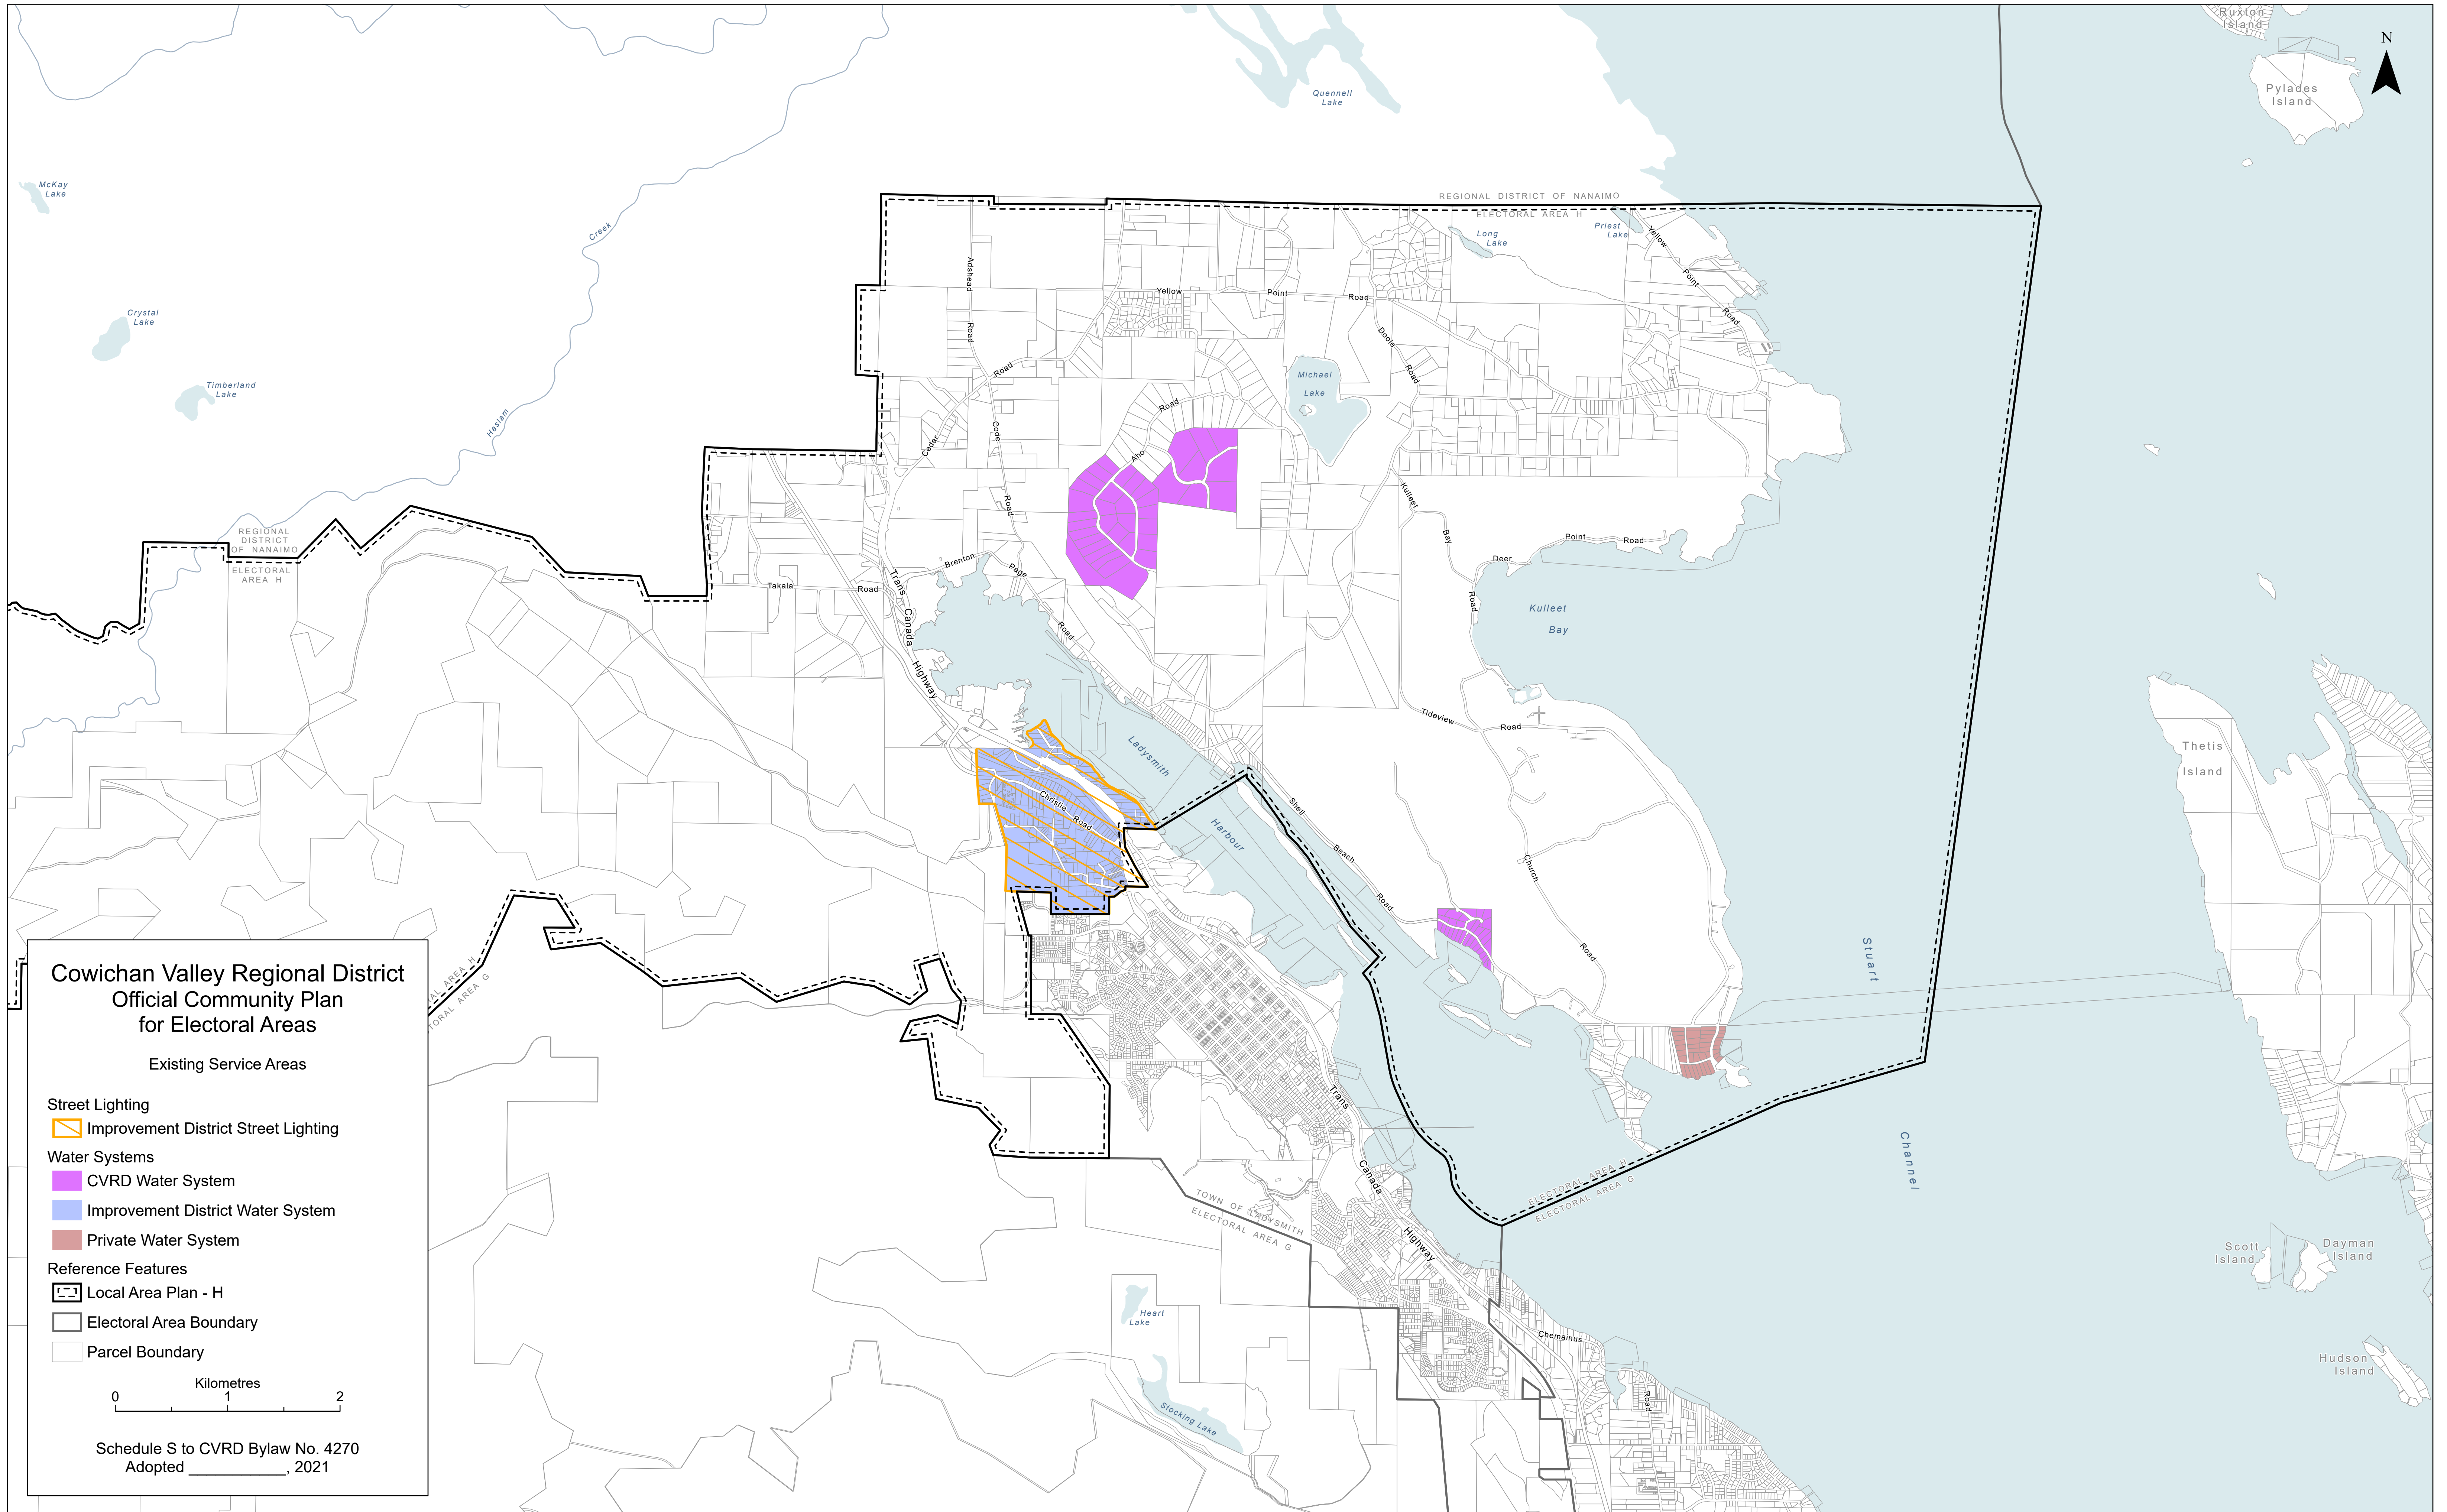 Ruxton
Island
N
Pylades
Island
Quennell
Lake
McKay
Lake
REGIONAL DISTRICT OF NANAIMO
ELECTORAL AREA H
Creek
Long
Lake
Priest
Lake
Yellow
Point
Road
Adshead
Road
Yellow
Point
Road
Crystal
Lake
Doole
Road
Timberland
Lake
Haslam
Road
Cedar
Michael
Lake
Road
Aho
Code
Road
Kulleet
Bay
Road
REGIONAL
DISTRICT
OF NANAIMO
ELECTORAL
AREA H
Point
Road
Deer
Brenton
Page
Road
Takala
Road
Trans
Canada
Highway
Kulleet
Bay
Tideview
Road
Ladysmith
Harbour
Thetis
Island
Christie
Road
Shell
Beach
Road
Church
Road
Stuart
Channel
Cowichan Valley Regional District
Official Community Plan
for Electoral Areas
Existing Service Areas
Street Lighting
Improvement District Street Lighting
Water Systems
CVRD Water System
Improvement District Water System
Private Water System
Reference Features
Local Area Plan - H
Electoral Area Boundary
Parcel Boundary
Kilometres
0 1 2
Schedule S to CVRD Bylaw No. 4270
Adopted ____________, 2021
AL AREA H
TORAL AREA G
Trans
Canada
Highway
ELECTORAL AREA H
ELECTORAL AREA G
TOWN OF LADYSMITH
ELECTORAL AREA G
Scott
Island
Dayman
Island
Heart
Lake
Chemainus
Road
Hudson
Island
Stocking Lake